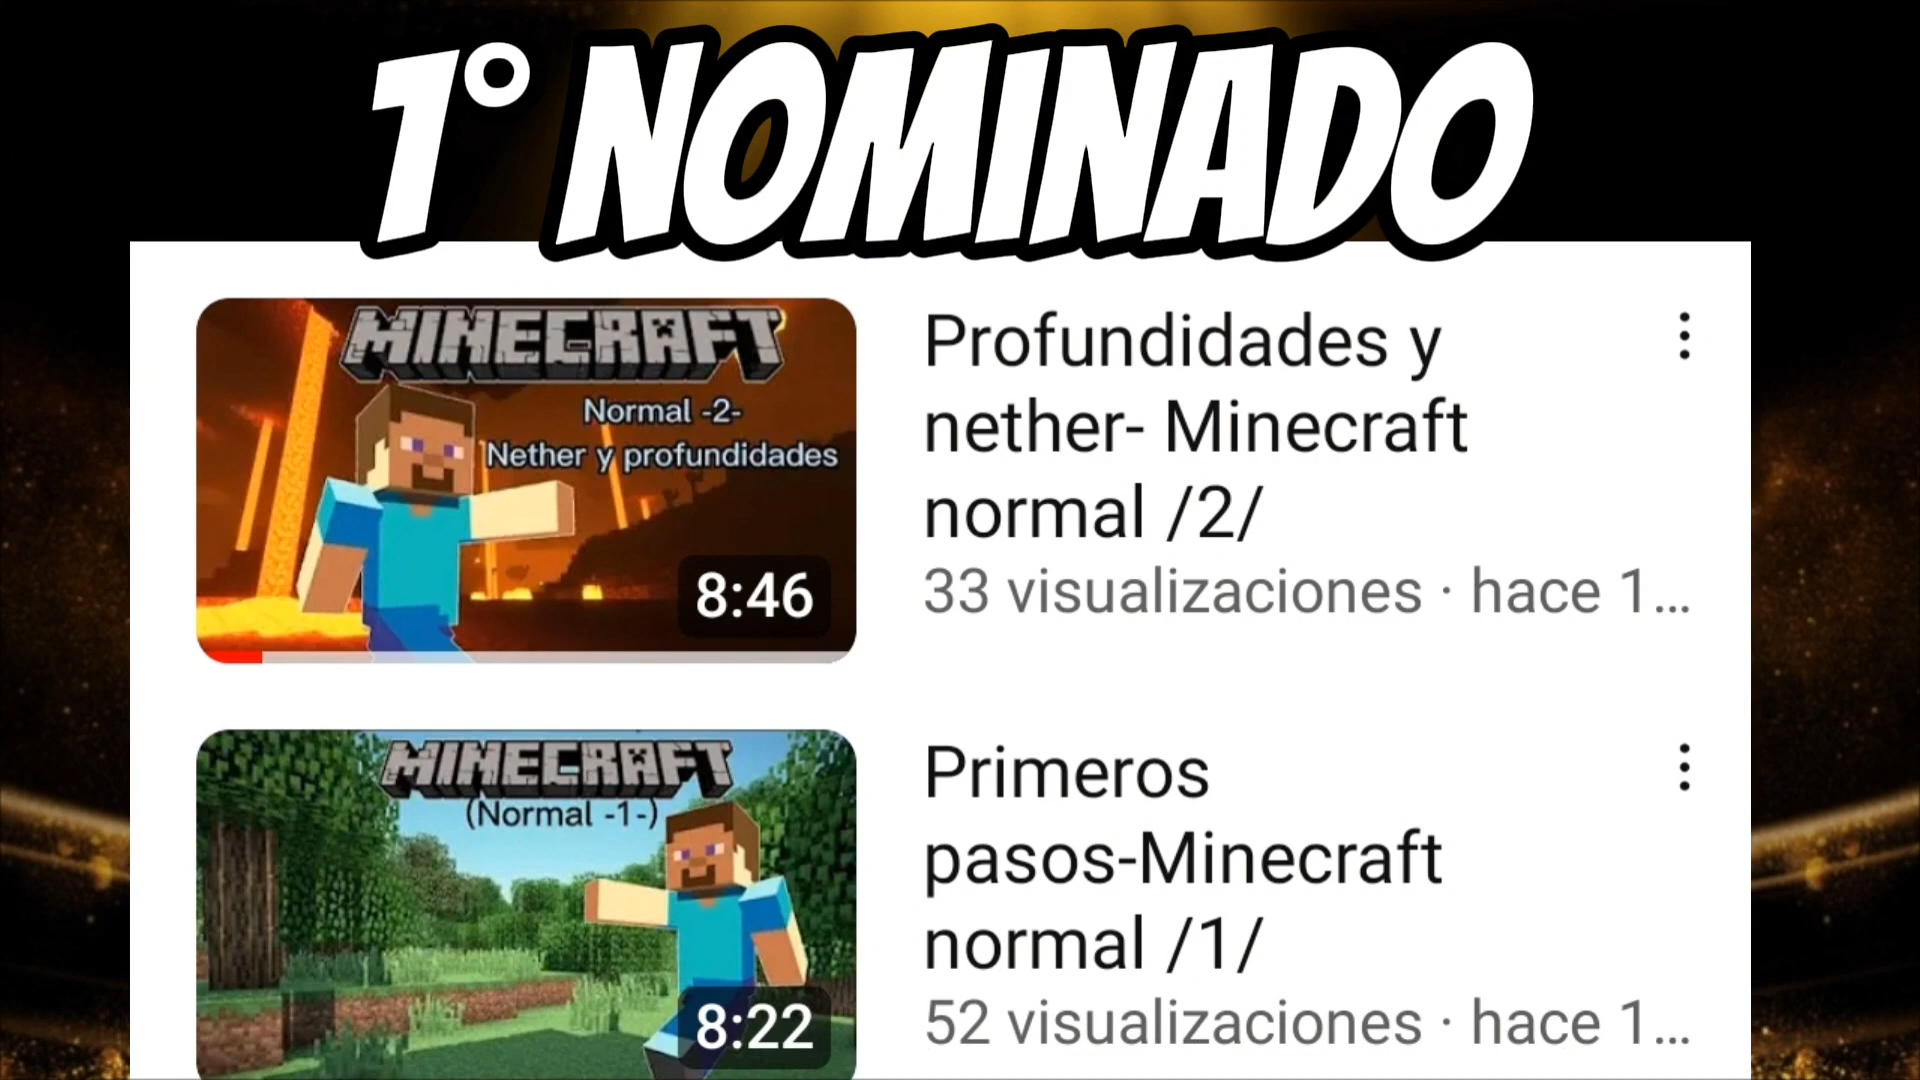 1° NOMINADO
MINECRAFT
Normal -2-
Nether y profundidades
8:46
Profundidades y
nether- Minecraft
normal /2/
33 visualizaciones · hace 1...
MINECRAFT
(Normal -1-)
8:22
Primeros
pasos-Minecraft
normal /1/
52 visualizaciones · hace 1...